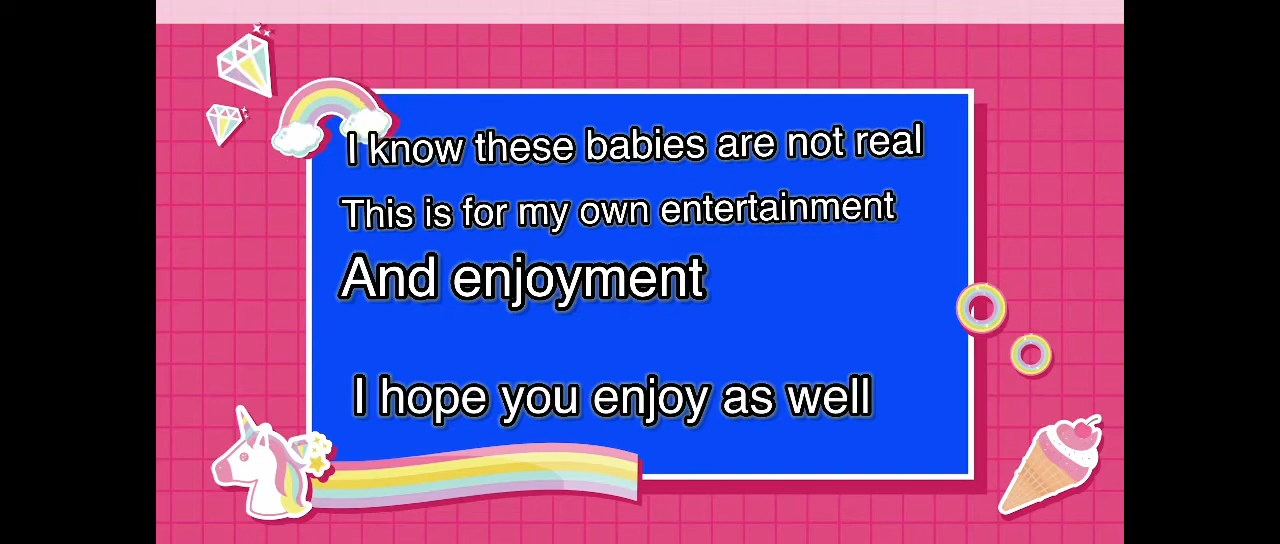 I know these babies are not real
This is for my own entertainment
And enjoyment
I hope you enjoy as well